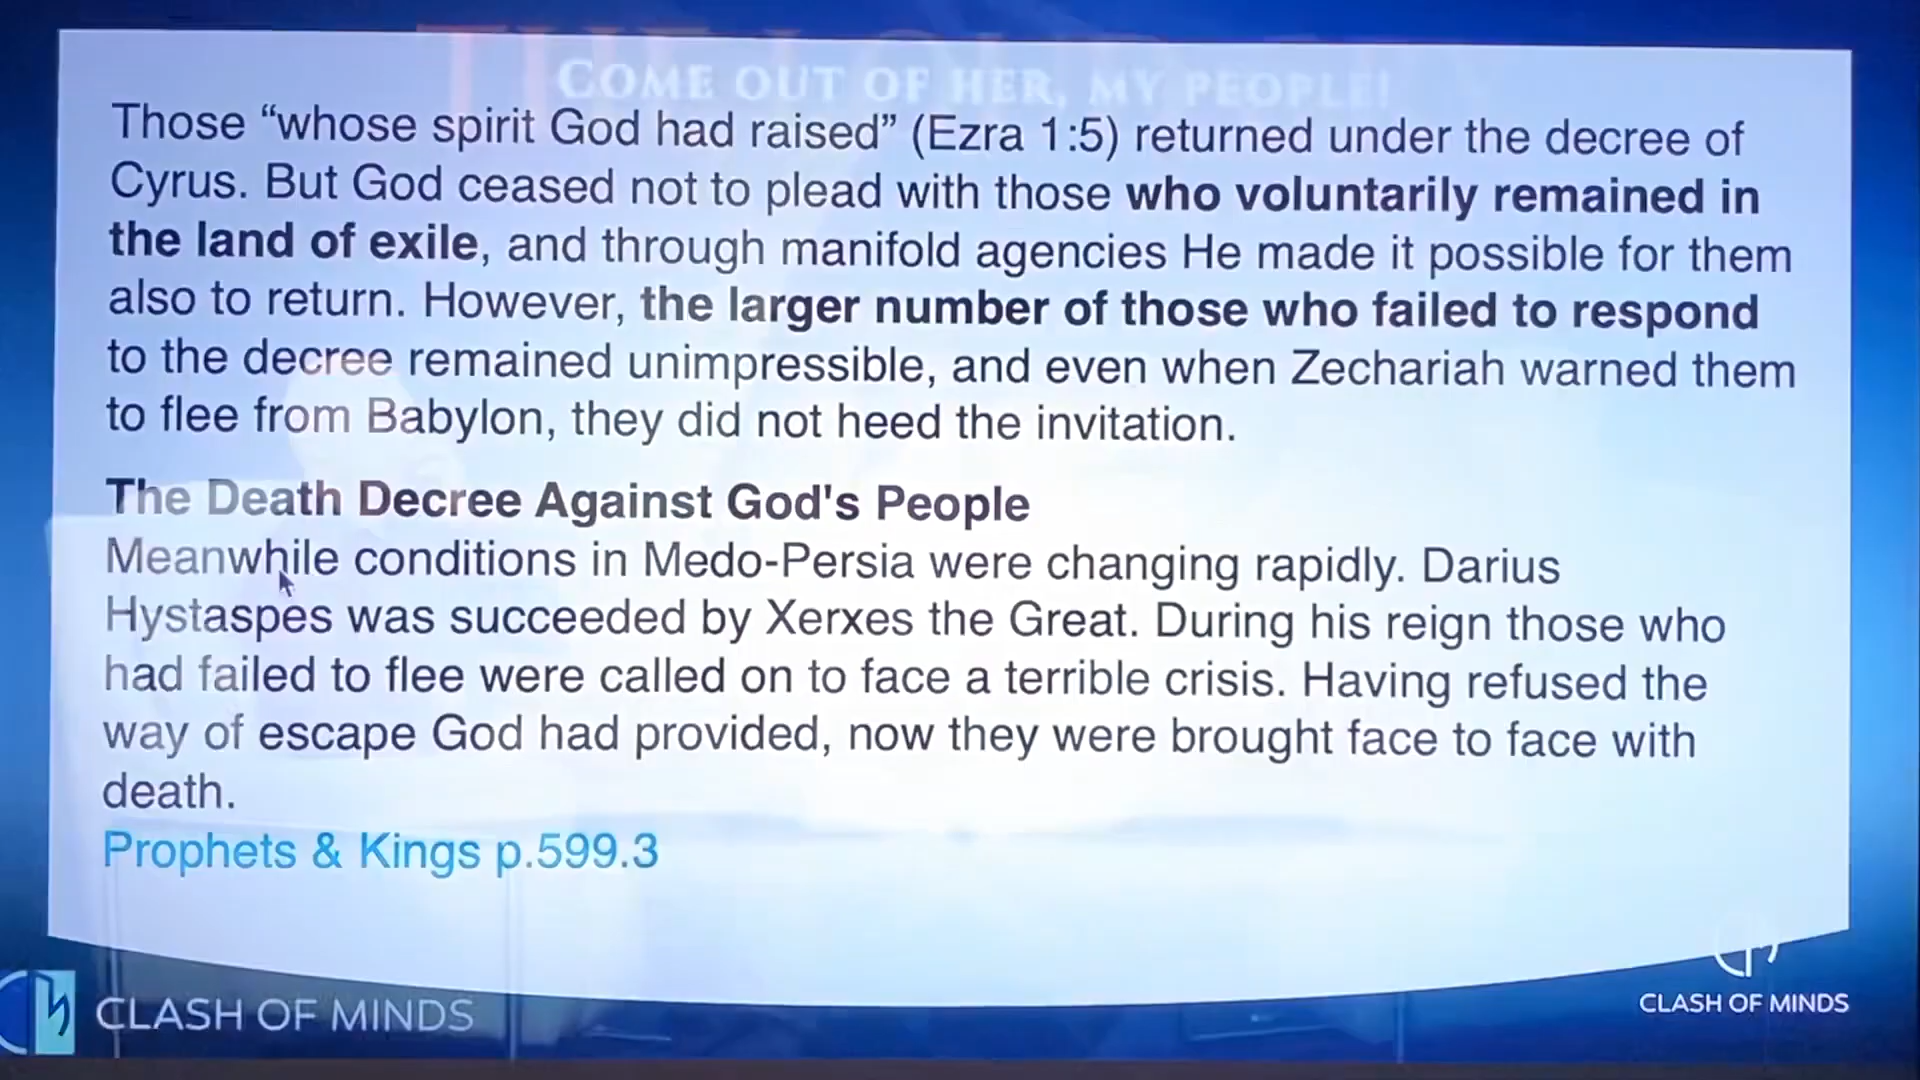 COME OUT OF HER, MY PEOPLE!
Those “whose spirit God had raised” (Ezra 1:5) returned under the decree of
Cyrus. But God ceased not to plead with those who voluntarily remained in
the land of exile, and through manifold agencies He made it possible for them
also to return. However, the larger number of those who failed to respond
to the decree remained unimpressible, and even when Zechariah warned them
to flee from Babylon, they did not heed the invitation.
The Death Decree Against God's People
Meanwhile conditions in Medo-Persia were changing rapidly. Darius
Hystaspes was succeeded by Xerxes the Great. During his reign those who
had failed to flee were called on to face a terrible crisis. Having refused the
way of escape God had provided, now they were brought face to face with
death.
Prophets & Kings p.599.3
CLASH OF MINDS
CLASH OF MINDS